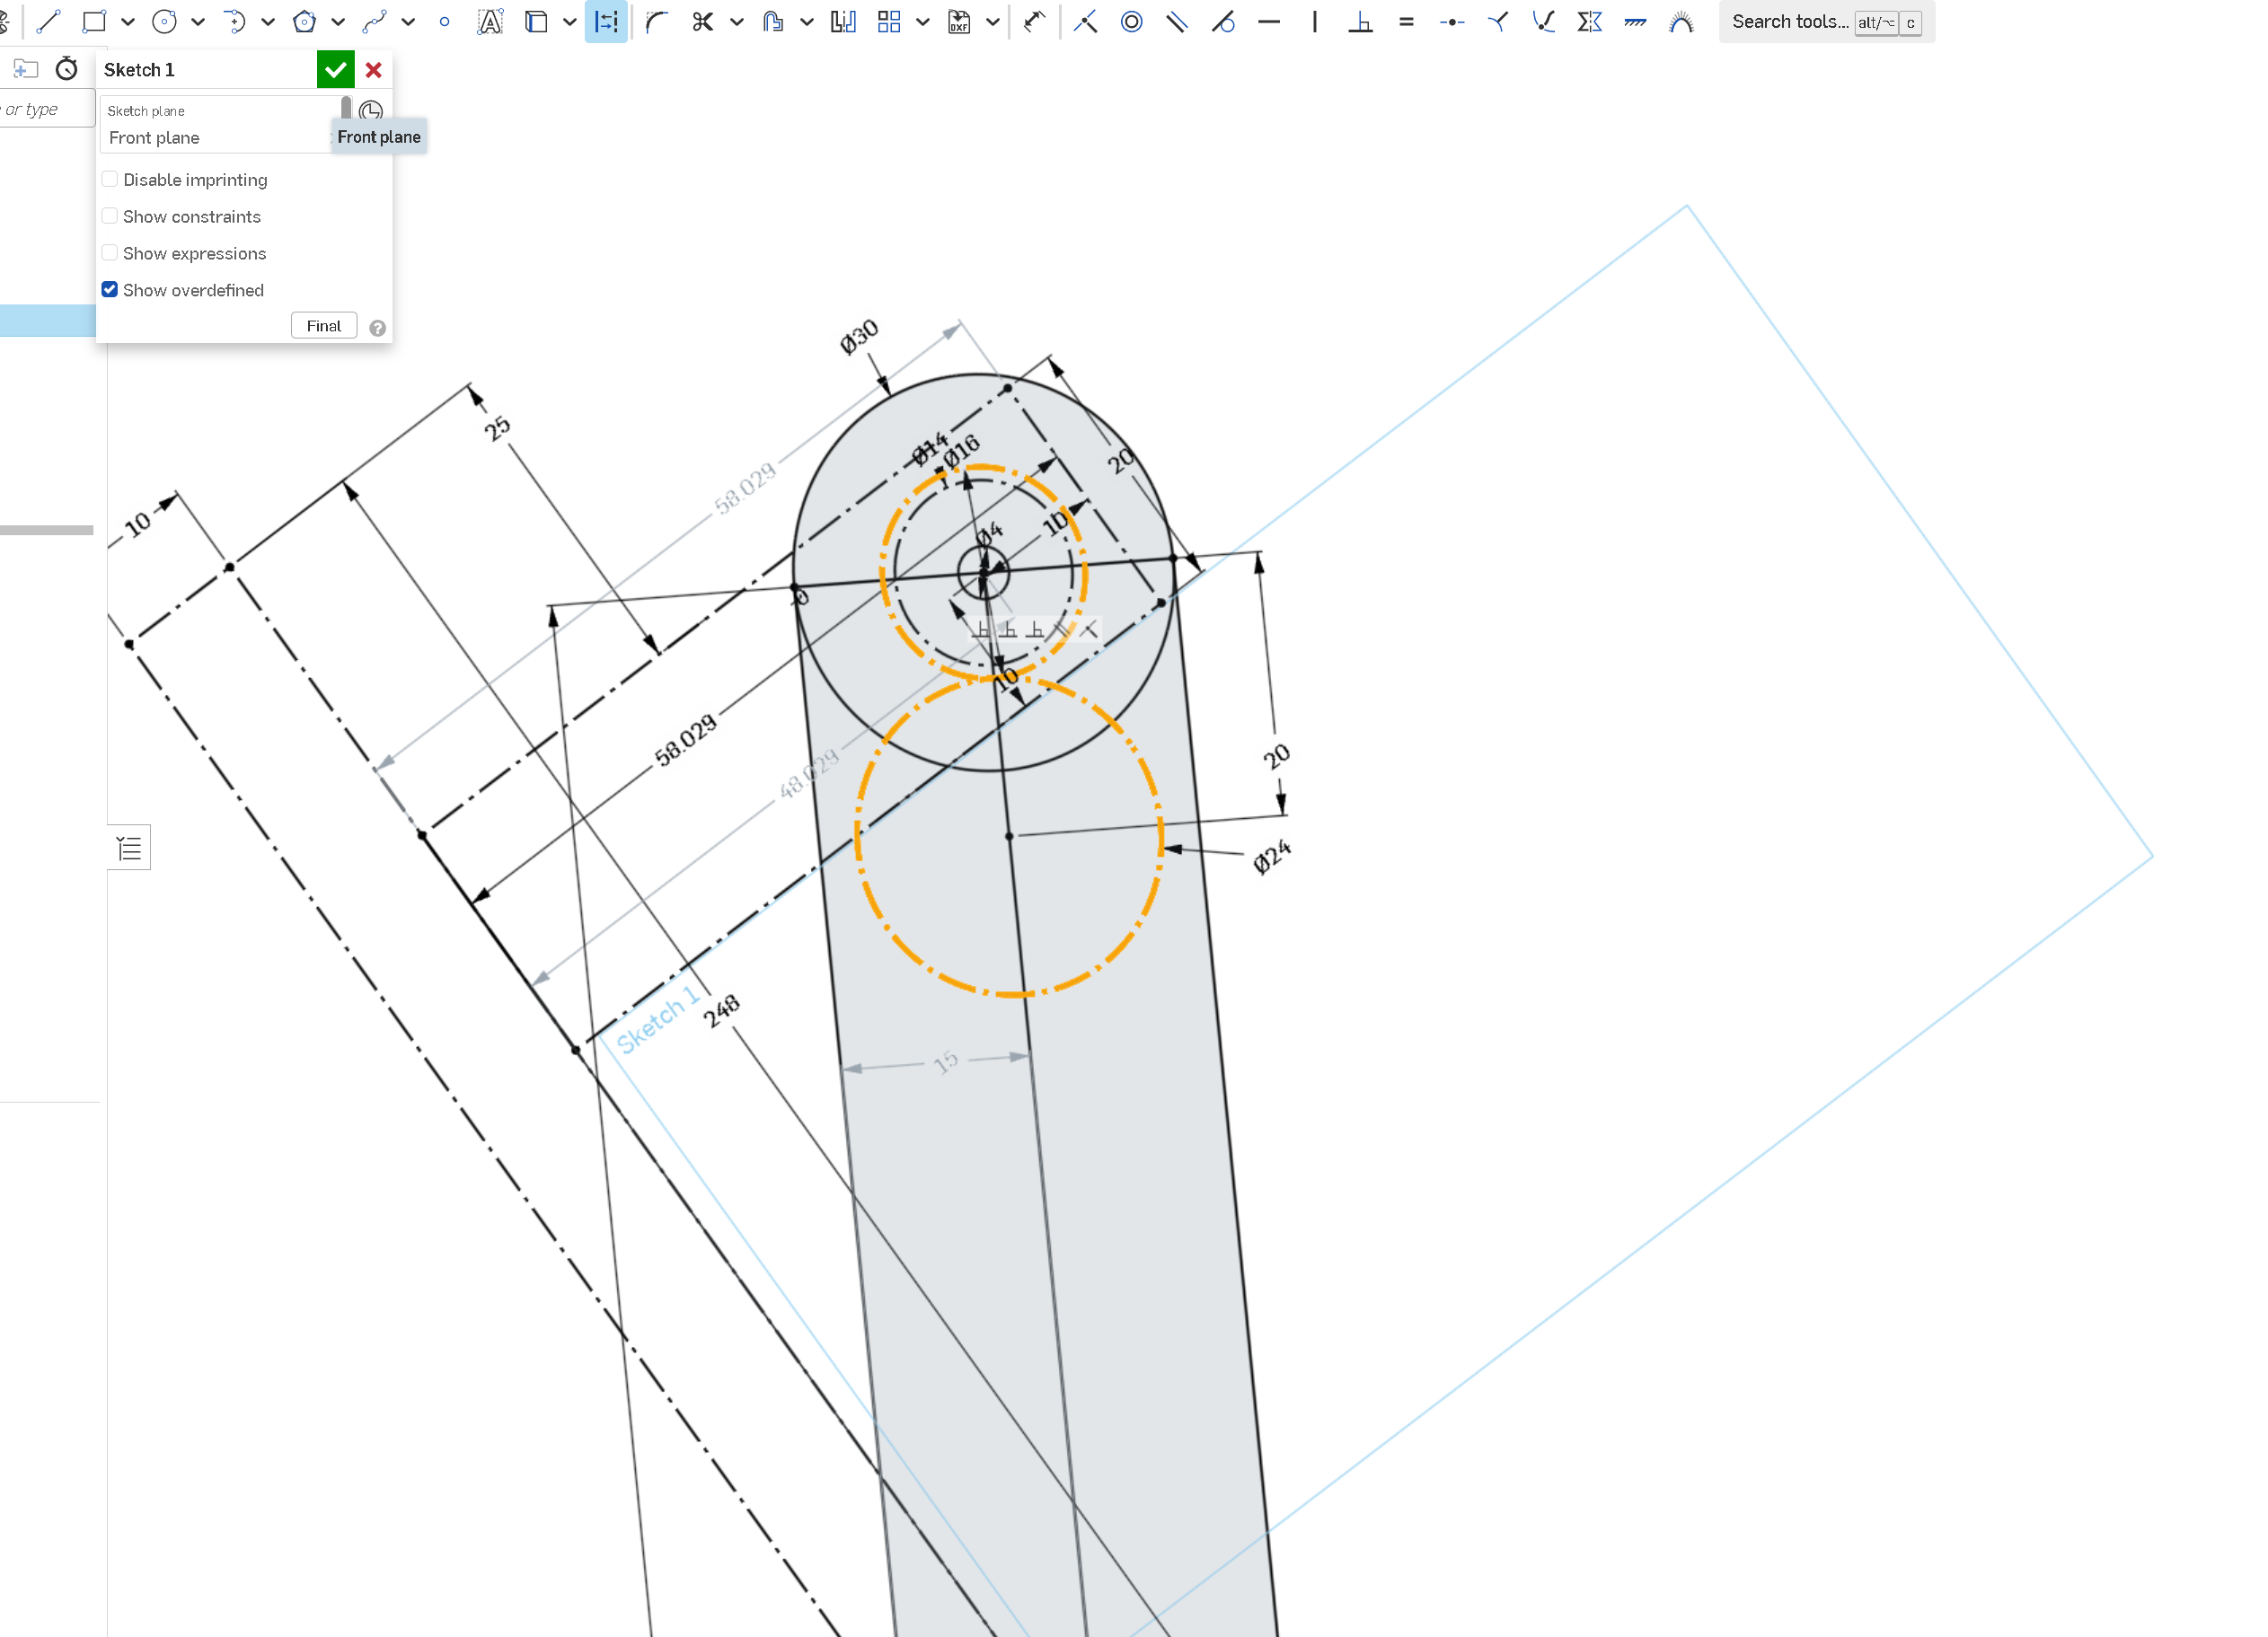 DXF
Search tools... alt/⌥ c
Sketch 1
or type
Sketch plane
Front plane
Front plane
Disable imprinting
Show constraints
Show expressions
Show overdefined
Final
?
Ø30
25
20
Ø14
Ø16
58.029
10
10
Ø4
10
58.029
48.029
20
Ø24
Sketch 1
248
15